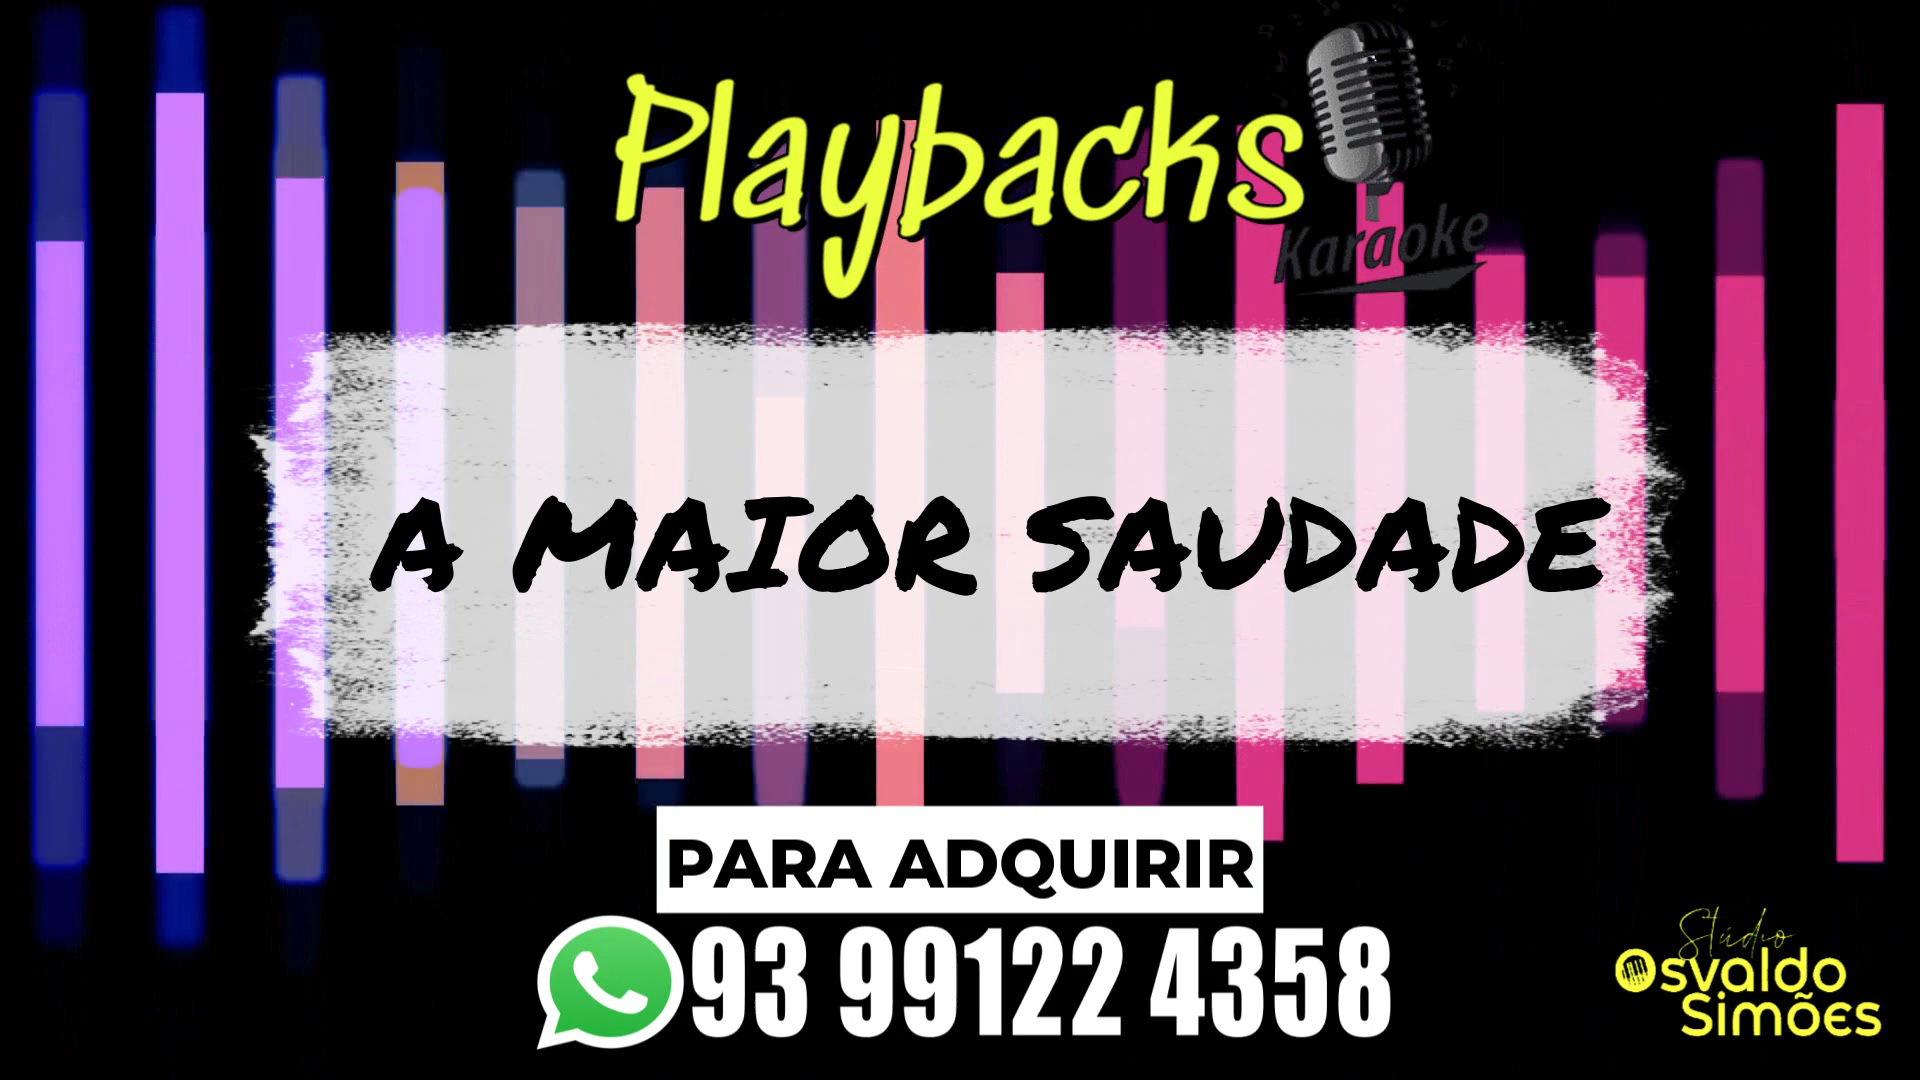 Playbacks
Karaoke
A MAIOR SAUDADE
PARA ADQUIRIR
93 99122 4358
Stúdio
Osvaldo
Simões